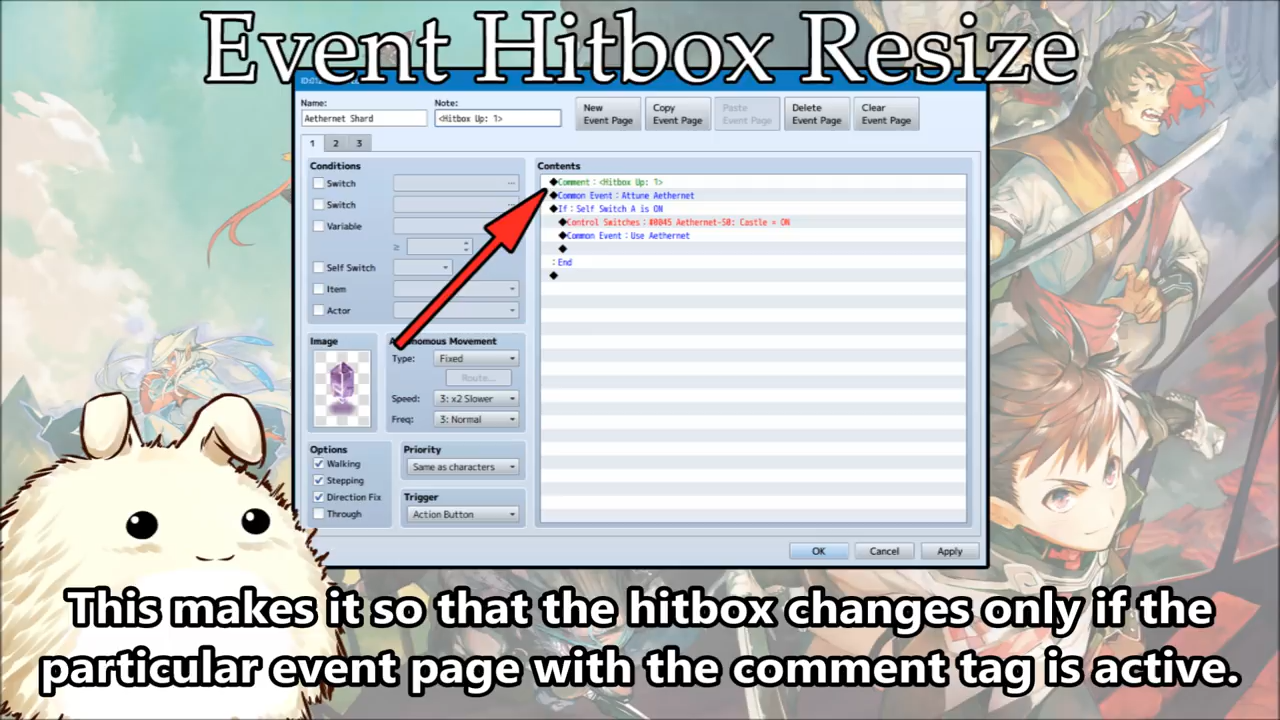 Event Hitbox Resize
Name:
Note:
Aethernet Shard
<Hitbox Up: 1>
New
Event Page
Copy
Event Page
Paste
Event Page
Delete
Event Page
Clear
Event Page
1 2 3
Conditions
Switch
Switch
Variable
≥
Self Switch
Item
Actor
Image
Autonomous Movement
Type: Fixed
Route...
Speed: 3: x2 Slower
Freq: 3: Normal
Options
Walking
Stepping
Direction Fix
Through
Priority
Same as characters
Trigger
Action Button
Contents
◆Comment : <Hitbox Up: 1>
◆Common Event : Attune Aethernet
◆If : Self Switch A is ON
◆Control Switches : #0045 Aethernet-S0: Castle = ON
◆Common Event : Use Aethernet
◆
: End
◆
OK
Cancel
Apply
This makes it so that the hitbox changes only if the
particular event page with the comment tag is active.